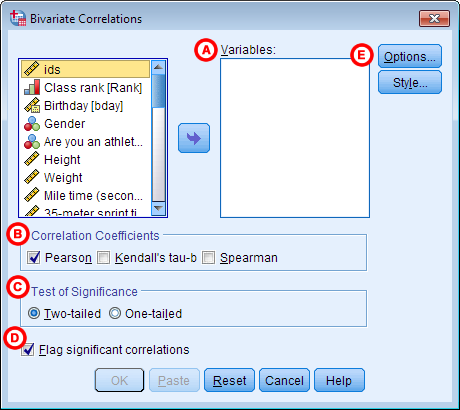 Bivariate Correlations
A
Variables:
E
Options...
Style...
ids
Class rank [Rank]
Birthday [bday]
Gender
Are you an athlet...
Height
Weight
Mile time (secon...
35-meter sprint ti...
B
Correlation Coefficients
Pearson Kendall's tau-b Spearman
C
Test of Significance
Two-tailed One-tailed
D
Flag significant correlations
OK Paste Reset Cancel Help